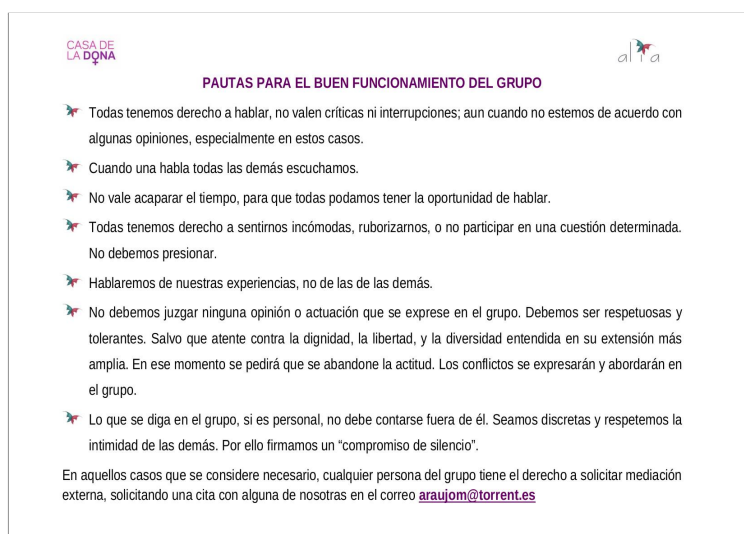 CASA DE
LA DONA
alia
PAUTAS PARA EL BUEN FUNCIONAMIENTO DEL GRUPO
Todas tenemos derecho a hablar, no valen críticas ni interrupciones; aun cuando no estemos de acuerdo con
algunas opiniones, especialmente en estos casos.
Cuando una habla todas las demás escuchamos.
No vale acaparar el tiempo, para que todas podamos tener la oportunidad de hablar.
Todas tenemos derecho a sentirnos incómodas, ruborizarnos, o no participar en una cuestión determinada.
No debemos presionar.
Hablaremos de nuestras experiencias, no de las de las demás.
No debemos juzgar ninguna opinión o actuación que se exprese en el grupo. Debemos ser respetuosas y
tolerantes. Salvo que atente contra la dignidad, la libertad, y la diversidad entendida en su extensión más
amplia. En ese momento se pedirá que se abandone la actitud. Los conflictos se expresarán y abordarán en
el grupo.
Lo que se diga en el grupo, si es personal, no debe contarse fuera de él. Seamos discretas y respetemos la
intimidad de las demás. Por ello firmamos un “compromiso de silencio”.
En aquellos casos que se considere necesario, cualquier persona del grupo tiene el derecho a solicitar mediación
externa, solicitando una cita con alguna de nosotras en el correo araujom@torrent.es